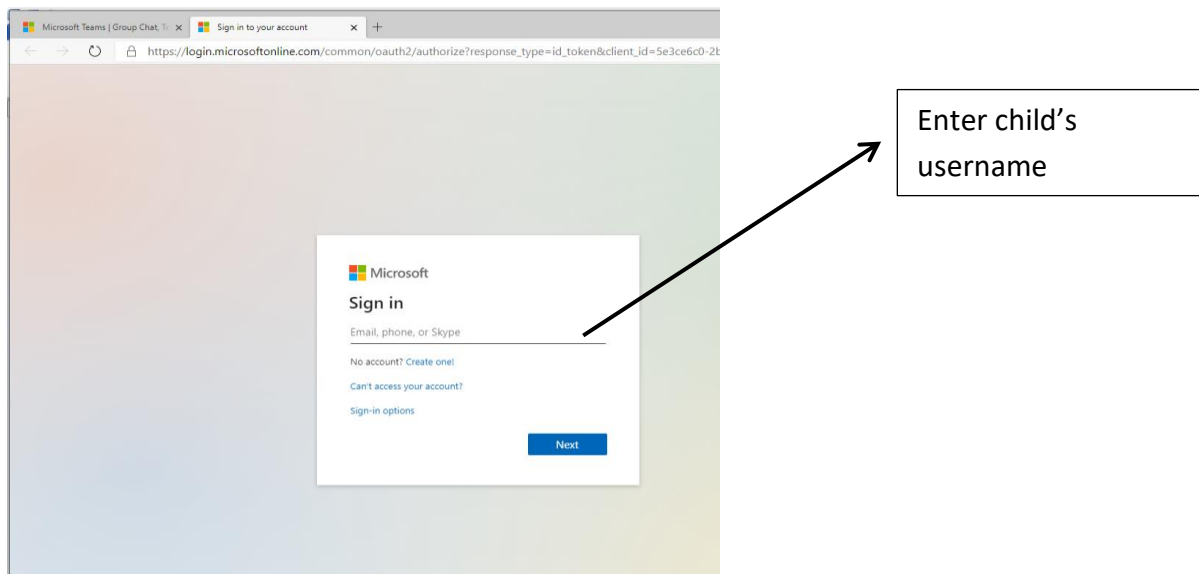 Microsoft Teams | Group Chat, Te
Sign in to your account
https://login.microsoftonline.com/common/oauth2/authorize?response_type=id_token&client_id=5e3ce6c0-2b
Enter child’s
username
Microsoft
Sign in
Email, phone, or Skype
No account? Create one!
Can't access your account?
Sign-in options
Next